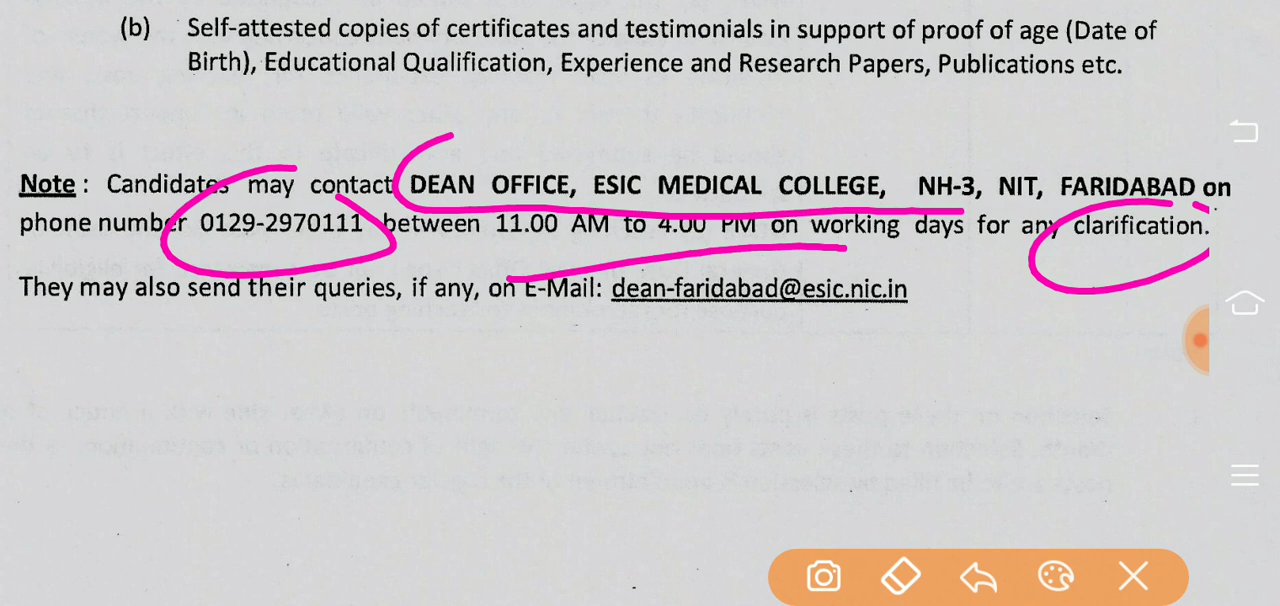 (b) Self-attested copies of certificates and testimonials in support of proof of age (Date of
Birth), Educational Qualification, Experience and Research Papers, Publications etc.
Note : Candidates may contact DEAN OFFICE, ESIC MEDICAL COLLEGE, NH-3, NIT, FARIDABAD on
phone number 0129-2970111 between 11.00 AM to 4.00 PM on working days for any clarification.
They may also send their queries, if any, on E-Mail: dean-faridabad@esic.nic.in